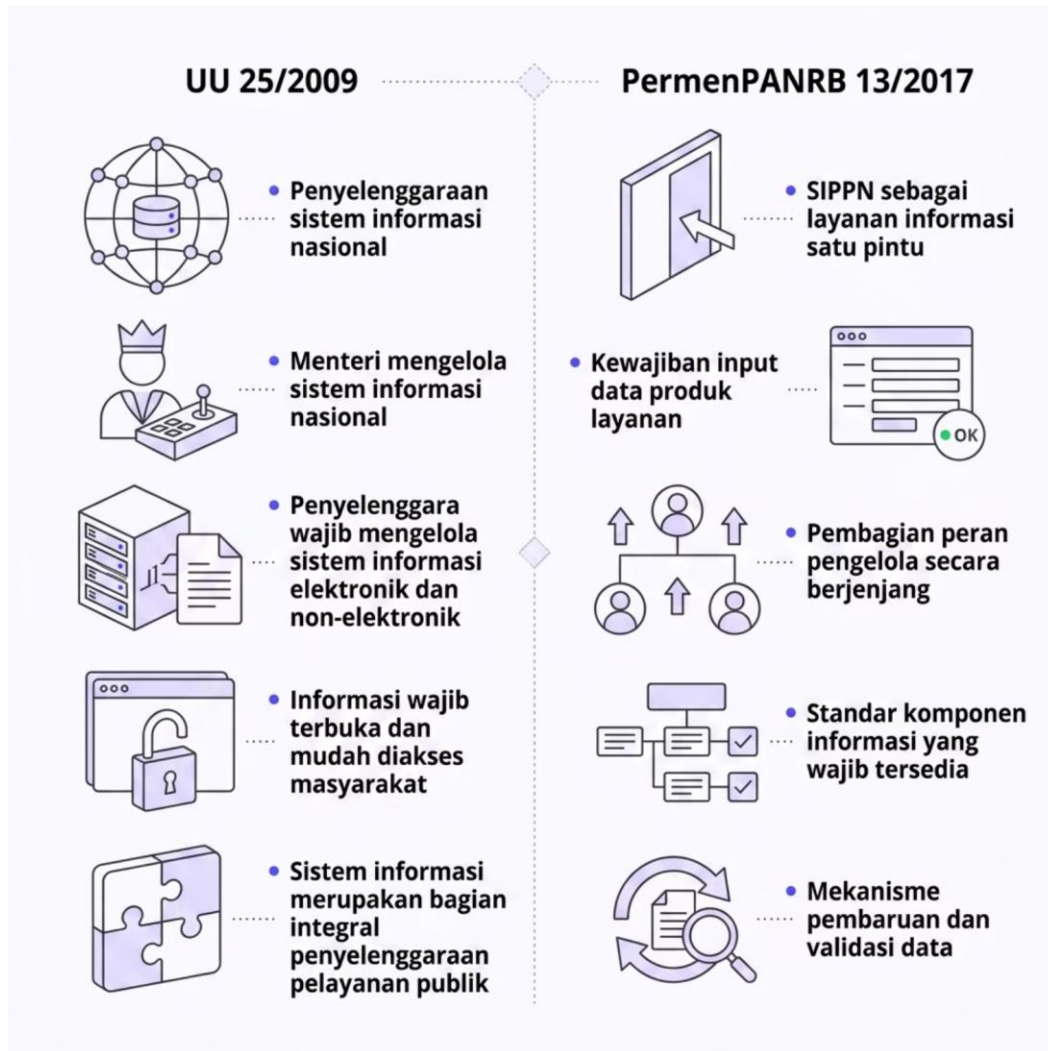 UU 25/2009
Penyelenggaraan
sistem informasi
nasional
Menteri mengelola
sistem informasi
nasional
Penyelenggara
wajib mengelola
sistem informasi
elektronik dan
non-elektronik
Informasi wajib
terbuka dan
mudah diakses
masyarakat
Sistem informasi
merupakan bagian
integral
penyelenggaraan
pelayanan publik
PermenPANRB 13/2017
SIPPN sebagai
layanan informasi
satu pintu
Kewajiban input
data produk
layanan
OK
Pembagian peran
pengelola secara
berjenjang
Standar komponen
informasi yang
wajib tersedia
Mekanisme
pembaruan dan
validasi data